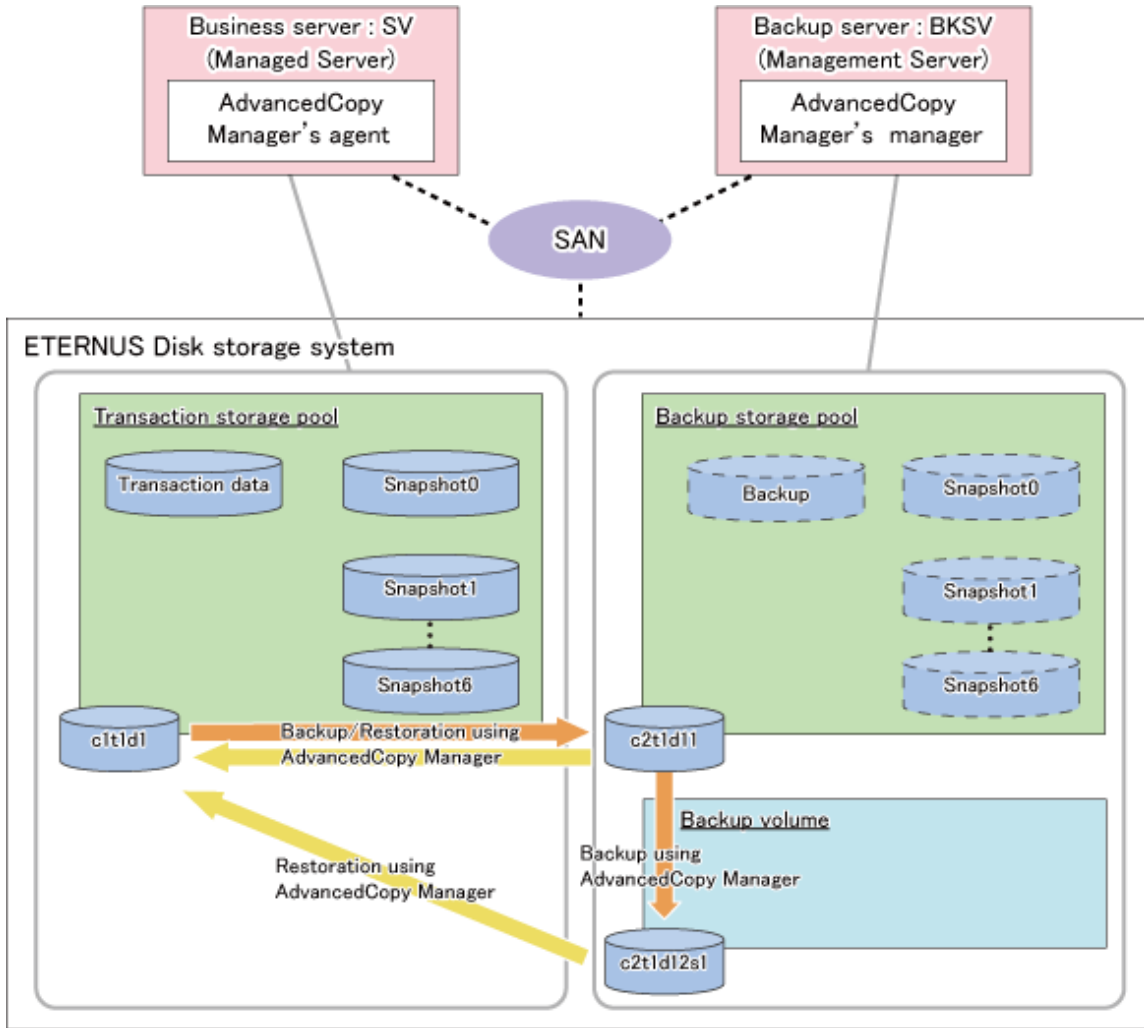 Business server : SV
(Managed Server)
AdvancedCopy
Manager's agent
Backup server : BKSV
(Management Server)
AdvancedCopy
Manager's manager
SAN
ETERNUS Disk storage system
Transaction storage pool
Transaction data
Snapshot0
Snapshot1
Snapshot6
Backup storage pool
Backup
Snapshot0
Snapshot1
Snapshot6
c1t1d1
Backup/Restoration using
AdvancedCopy Manager
c2t1d11
Backup volume
Restoration using
AdvancedCopy Manager
Backup using
AdvancedCopy Manager
c2t1d12s1